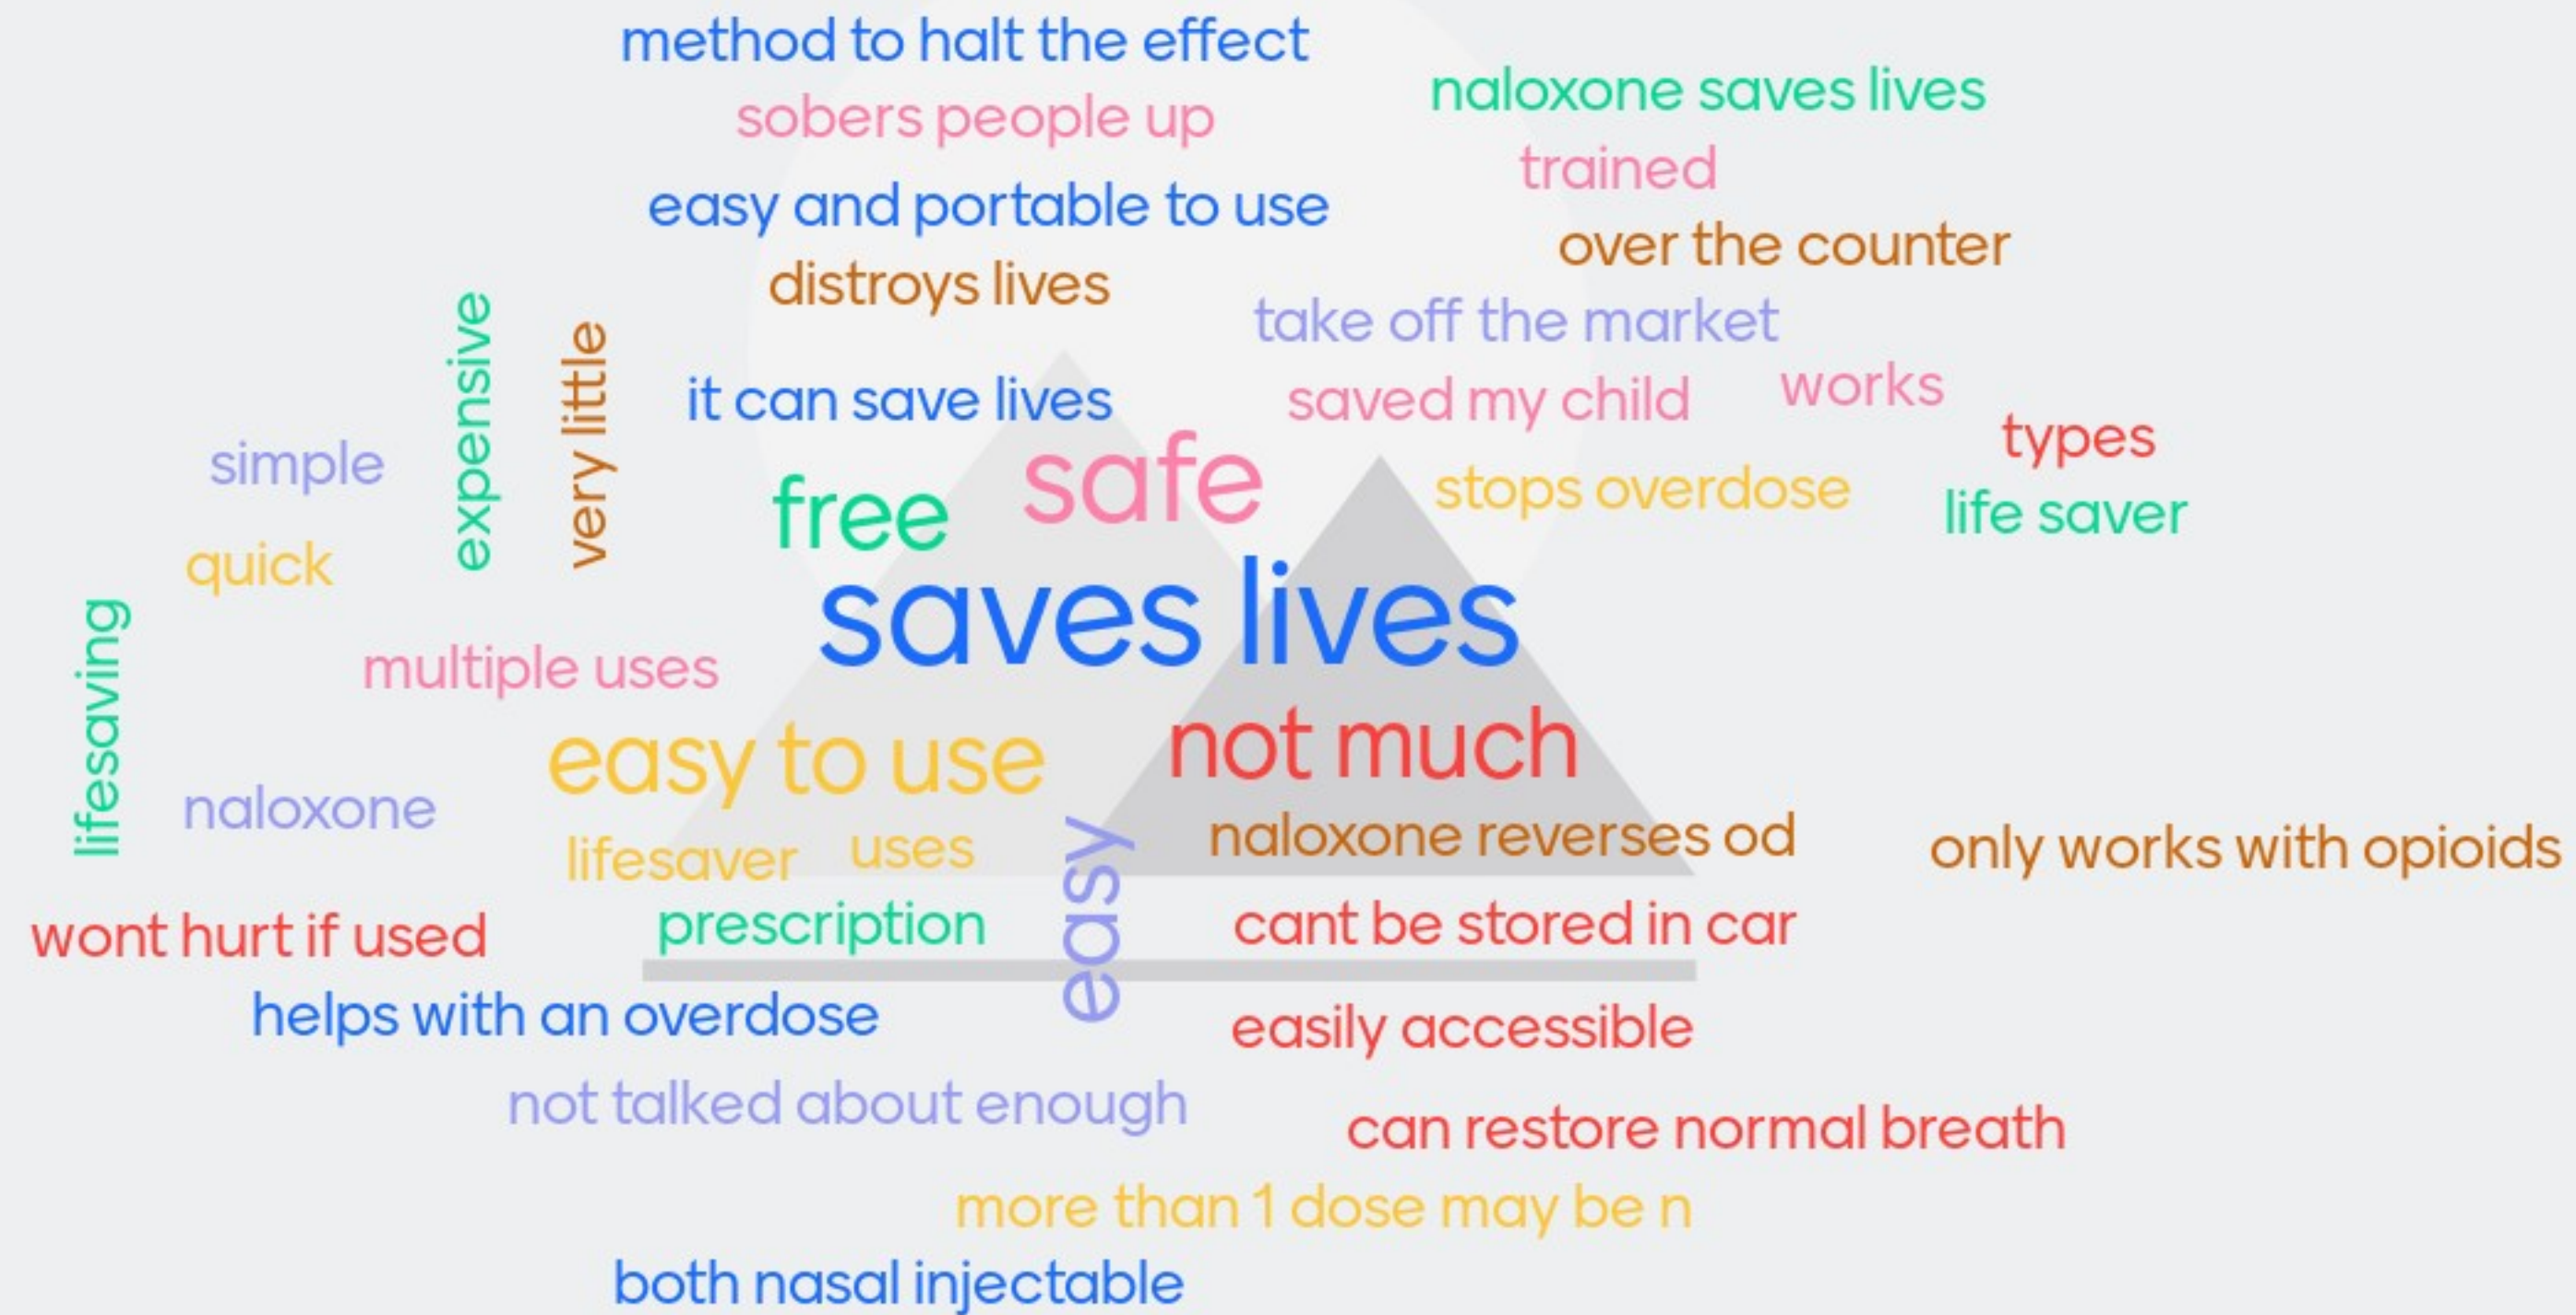 method to halt the effect
naloxone saves lives
sobers people up
trained
easy and portable to use
over the counter
distroys lives
take off the market
expensive
very little
it can save lives
saved my child
works
types
simple
free
safe
stops overdose
life saver
quick
saves lives
lifesaving
multiple uses
easy to use
not much
naloxone
lifesaver
uses
easy
naloxone reverses od
only works with opioids
wont hurt if used
prescription
cant be stored in car
helps with an overdose
easily accessible
not talked about enough
can restore normal breath
more than 1 dose may be n
both nasal injectable